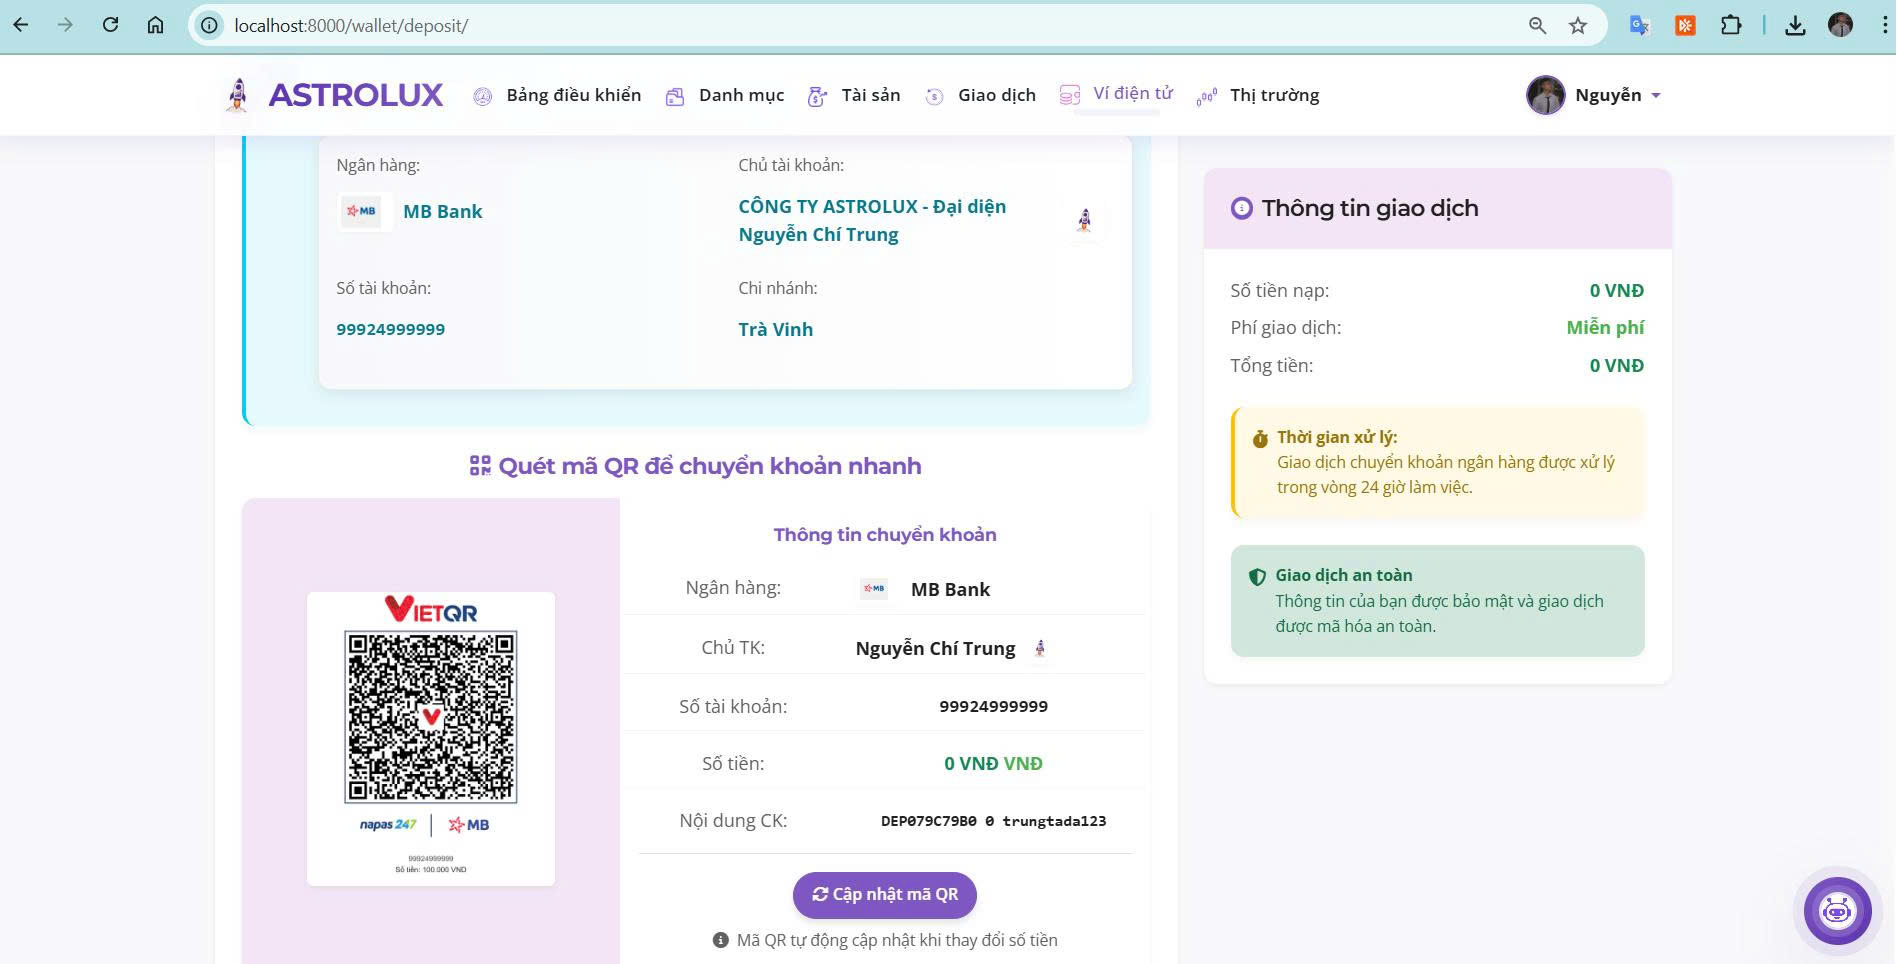 localhost:8000/wallet/deposit/
ASTROLUX
Bảng điều khiển
Danh mục
Tài sản
Giao dịch
Ví điện tử
Thị trường
Nguyễn
Ngân hàng:
MB
MB Bank
Chủ tài khoản:
CÔNG TY ASTROLUX - Đại diện
Nguyễn Chí Trung
Số tài khoản:
99924999999
Chi nhánh:
Trà Vinh
Quét mã QR để chuyển khoản nhanh
VIETQR
napas 247
MB
99924999999
Số tiền: 100.000 VND
Thông tin chuyển khoản
Ngân hàng:
MB
MB Bank
Chủ TK:
Nguyễn Chí Trung
Số tài khoản:
99924999999
Số tiền:
0 VNĐ VNĐ
Nội dung CK:
DEP079C79B0 0 trungtada123
Cập nhật mã QR
Mã QR tự động cập nhật khi thay đổi số tiền
Thông tin giao dịch
Số tiền nạp:
0 VNĐ
Phí giao dịch:
Miễn phí
Tổng tiền:
0 VNĐ
Thời gian xử lý:
Giao dịch chuyển khoản ngân hàng được xử lý
trong vòng 24 giờ làm việc.
Giao dịch an toàn
Thông tin của bạn được bảo mật và giao dịch
được mã hóa an toàn.